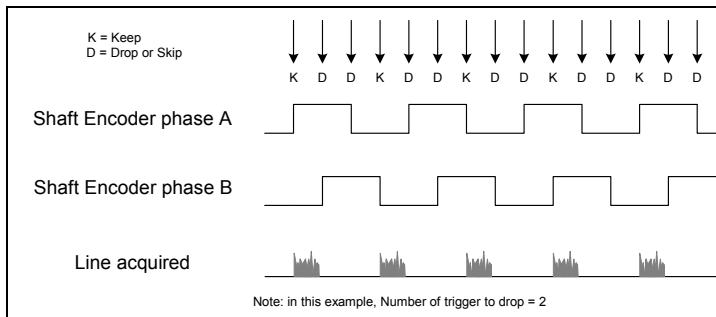 K = Keep
D = Drop or Skip
K D D K D D K D D K D D K D D
Shaft Encoder phase A
Shaft Encoder phase B
Line acquired
Note: in this example, Number of trigger to drop = 2